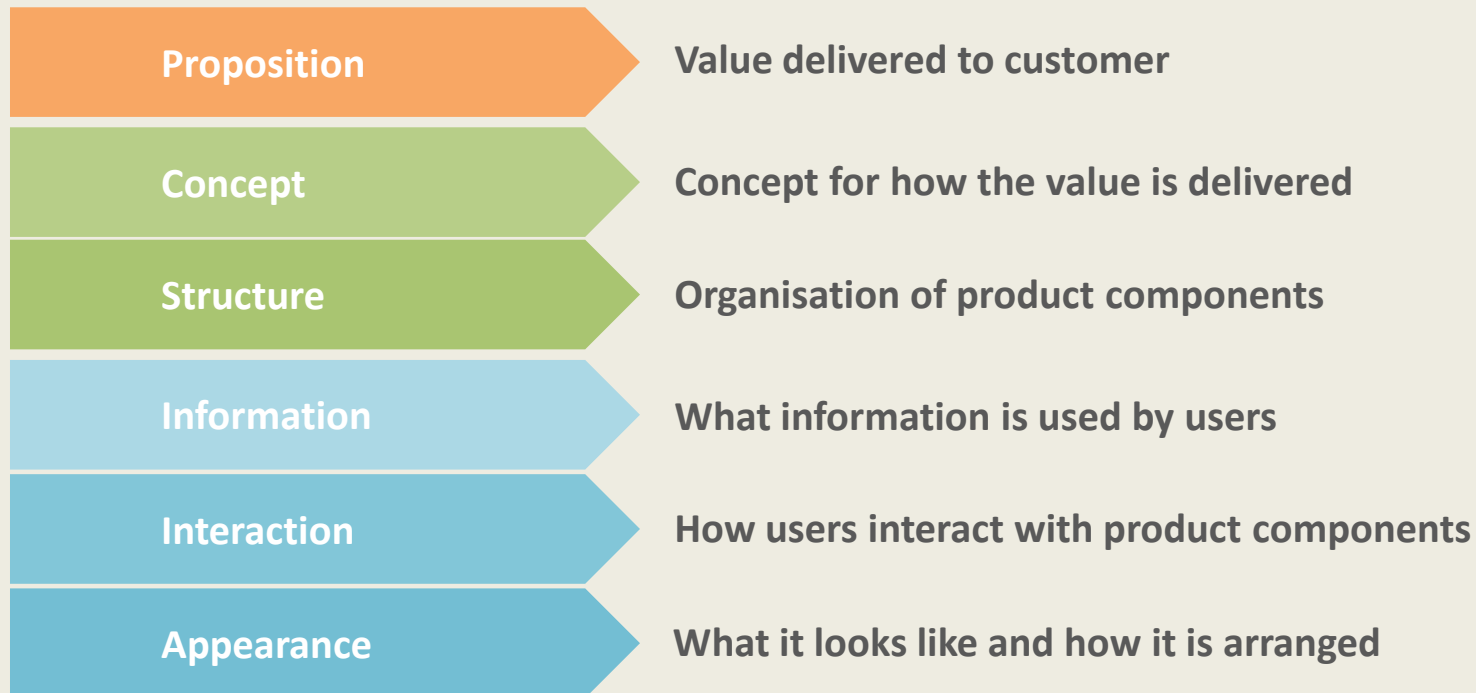 Proposition
Value delivered to customer
Concept
Concept for how the value is delivered
Structure
Organisation of product components
Information
What information is used by users
Interaction
How users interact with product components
Appearance
What it looks like and how it is arranged